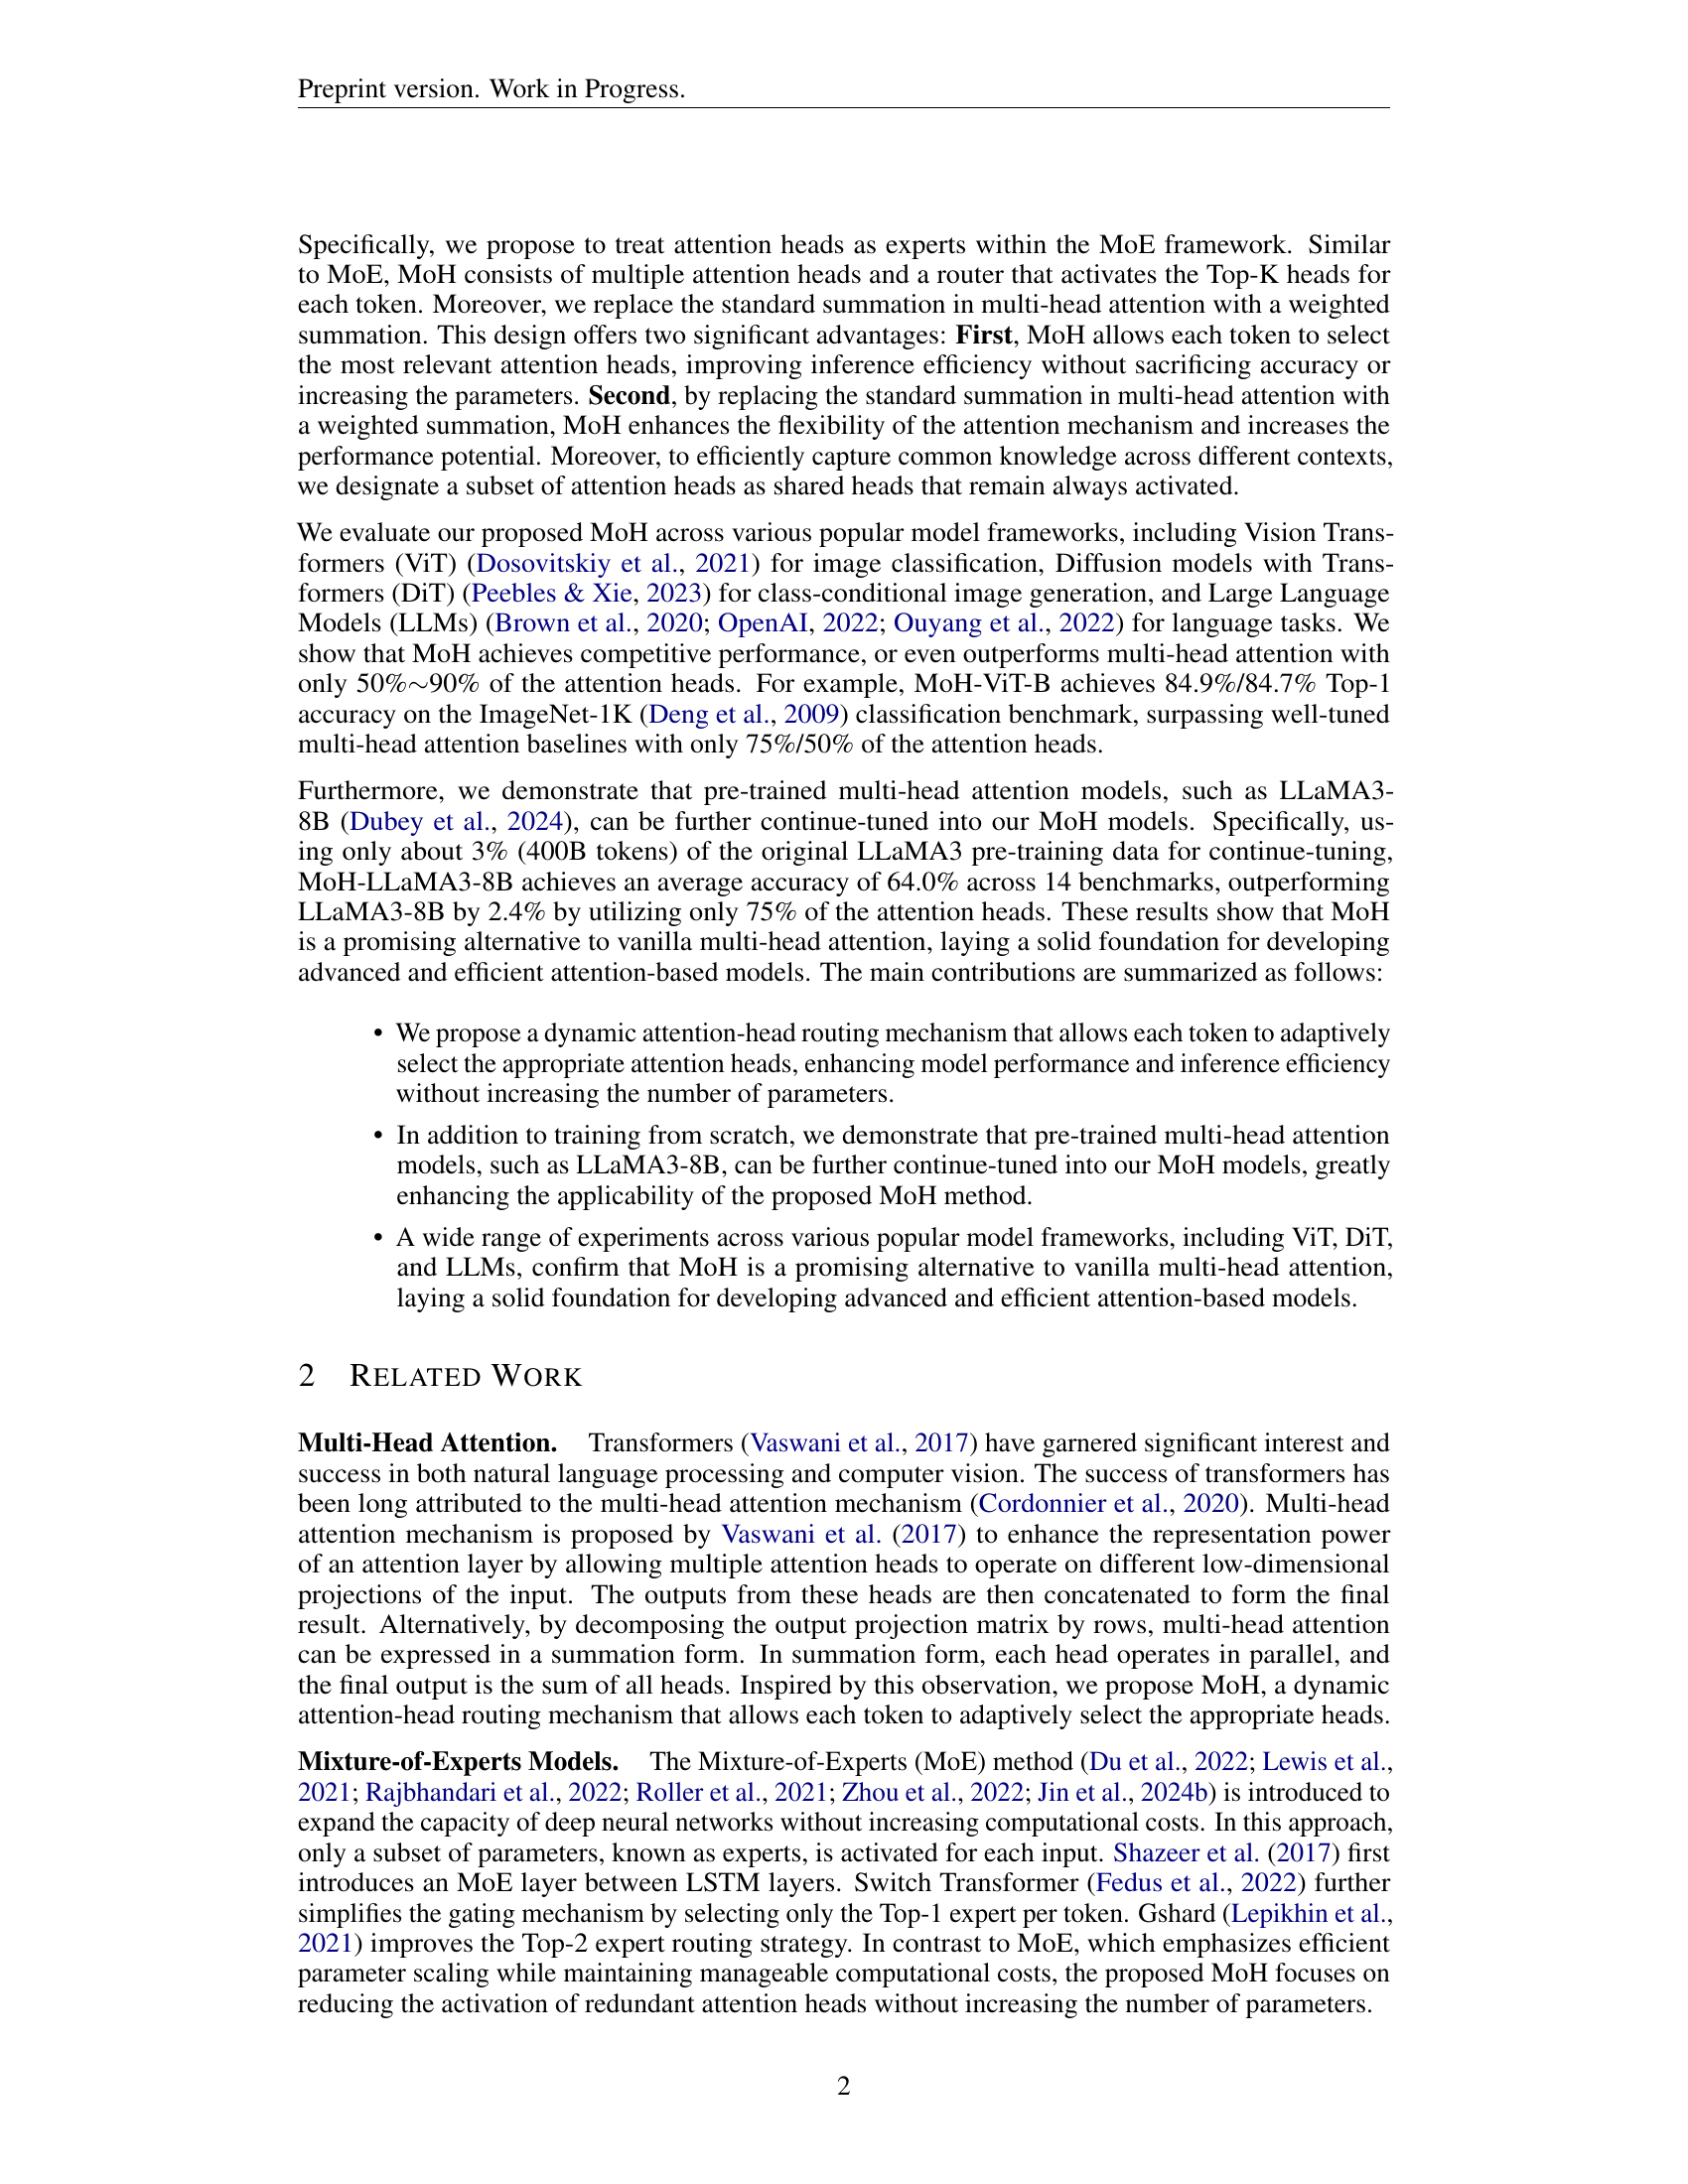 Preprint version. Work in Progress.
Specifically, we propose to treat attention heads as experts within the MoE framework. Similar
to MoE, MoH consists of multiple attention heads and a router that activates the Top-K heads for
each token. Moreover, we replace the standard summation in multi-head attention with a weighted
summation. This design offers two significant advantages: First, MoH allows each token to select
the most relevant attention heads, improving inference efficiency without sacrificing accuracy or
increasing the parameters. Second, by replacing the standard summation in multi-head attention with
a weighted summation, MoH enhances the flexibility of the attention mechanism and increases the
performance potential. Moreover, to efficiently capture common knowledge across different contexts,
we designate a subset of attention heads as shared heads that remain always activated.
We evaluate our proposed MoH across various popular model frameworks, including Vision Trans-
formers (ViT) (Dosovitskiy et al., 2021) for image classification, Diffusion models with Trans-
formers (DiT) (Peebles & Xie, 2023) for class-conditional image generation, and Large Language
Models (LLMs) (Brown et al., 2020; OpenAI, 2022; Ouyang et al., 2022) for language tasks. We
show that MoH achieves competitive performance, or even outperforms multi-head attention with
only 50%∼90% of the attention heads. For example, MoH-ViT-B achieves 84.9%/84.7% Top-1
accuracy on the ImageNet-1K (Deng et al., 2009) classification benchmark, surpassing well-tuned
multi-head attention baselines with only 75%/50% of the attention heads.
Furthermore, we demonstrate that pre-trained multi-head attention models, such as LLaMA3-
8B (Dubey et al., 2024), can be further continue-tuned into our MoH models. Specifically, us-
ing only about 3% (400B tokens) of the original LLaMA3 pre-training data for continue-tuning,
MoH-LLaMA3-8B achieves an average accuracy of 64.0% across 14 benchmarks, outperforming
LLaMA3-8B by 2.4% by utilizing only 75% of the attention heads. These results show that MoH
is a promising alternative to vanilla multi-head attention, laying a solid foundation for developing
advanced and efficient attention-based models. The main contributions are summarized as follows:
• We propose a dynamic attention-head routing mechanism that allows each token to adaptively
select the appropriate attention heads, enhancing model performance and inference efficiency
without increasing the number of parameters.
• In addition to training from scratch, we demonstrate that pre-trained multi-head attention
models, such as LLaMA3-8B, can be further continue-tuned into our MoH models, greatly
enhancing the applicability of the proposed MoH method.
• A wide range of experiments across various popular model frameworks, including ViT, DiT,
and LLMs, confirm that MoH is a promising alternative to vanilla multi-head attention,
laying a solid foundation for developing advanced and efficient attention-based models.
2 RELATED WORK
Multi-Head Attention. Transformers (Vaswani et al., 2017) have garnered significant interest and
success in both natural language processing and computer vision. The success of transformers has
been long attributed to the multi-head attention mechanism (Cordonnier et al., 2020). Multi-head
attention mechanism is proposed by Vaswani et al. (2017) to enhance the representation power
of an attention layer by allowing multiple attention heads to operate on different low-dimensional
projections of the input. The outputs from these heads are then concatenated to form the final
result. Alternatively, by decomposing the output projection matrix by rows, multi-head attention
can be expressed in a summation form. In summation form, each head operates in parallel, and
the final output is the sum of all heads. Inspired by this observation, we propose MoH, a dynamic
attention-head routing mechanism that allows each token to adaptively select the appropriate heads.
Mixture-of-Experts Models. The Mixture-of-Experts (MoE) method (Du et al., 2022; Lewis et al.,
2021; Rajbhandari et al., 2022; Roller et al., 2021; Zhou et al., 2022; Jin et al., 2024b) is introduced to
expand the capacity of deep neural networks without increasing computational costs. In this approach,
only a subset of parameters, known as experts, is activated for each input. Shazeer et al. (2017) first
introduces an MoE layer between LSTM layers. Switch Transformer (Fedus et al., 2022) further
simplifies the gating mechanism by selecting only the Top-1 expert per token. Gshard (Lepikhin et al.,
2021) improves the Top-2 expert routing strategy. In contrast to MoE, which emphasizes efficient
parameter scaling while maintaining manageable computational costs, the proposed MoH focuses on
reducing the activation of redundant attention heads without increasing the number of parameters.
2